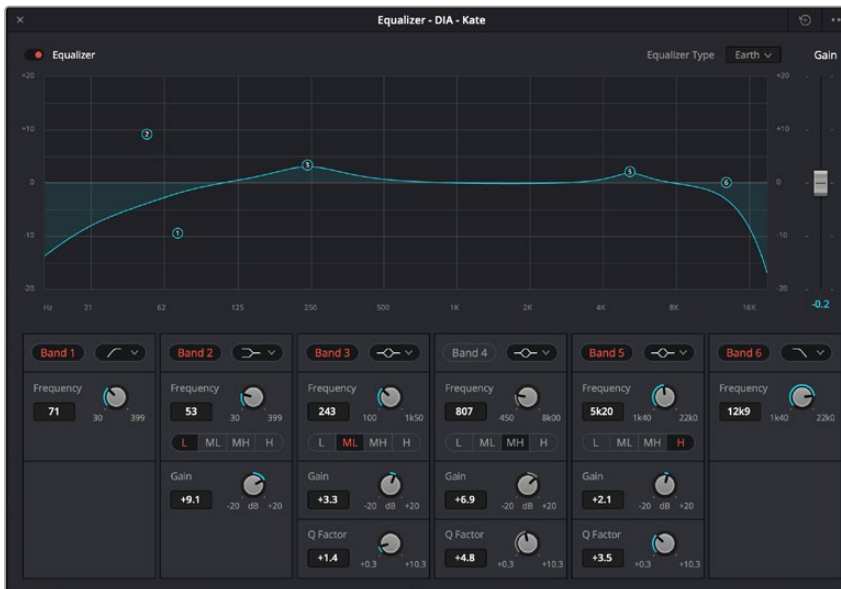 Equalizer - DIA - Kate
Equalizer
Equalizer Type Earth Gain
+20 +20
+10 +10
0 0
-10 -10
-20 -20
Hz 31 62 125 250 500 1K 2K 4K 8K 16K
-0.2
2 3 5 6 1
Band 1 Band 2 Band 3 Band 4 Band 5 Band 6
Frequency Frequency Frequency Frequency Frequency Frequency
71 53 243 807 5k20 12k9
30 399 30 399 100 1k50 450 8k00 1k40 22k0 1k40 22k0
L ML MH H L ML MH H L ML MH H L ML MH H
Gain Gain Gain Gain
+9.1 +3.3 +6.9 +2.1
-20 dB +20 -20 dB +20 -20 dB +20 -20 dB +20
Q Factor Q Factor Q Factor
+1.4 +4.8 +3.5
+0.3 +10.3 +0.3 +10.3 +0.3 +10.3